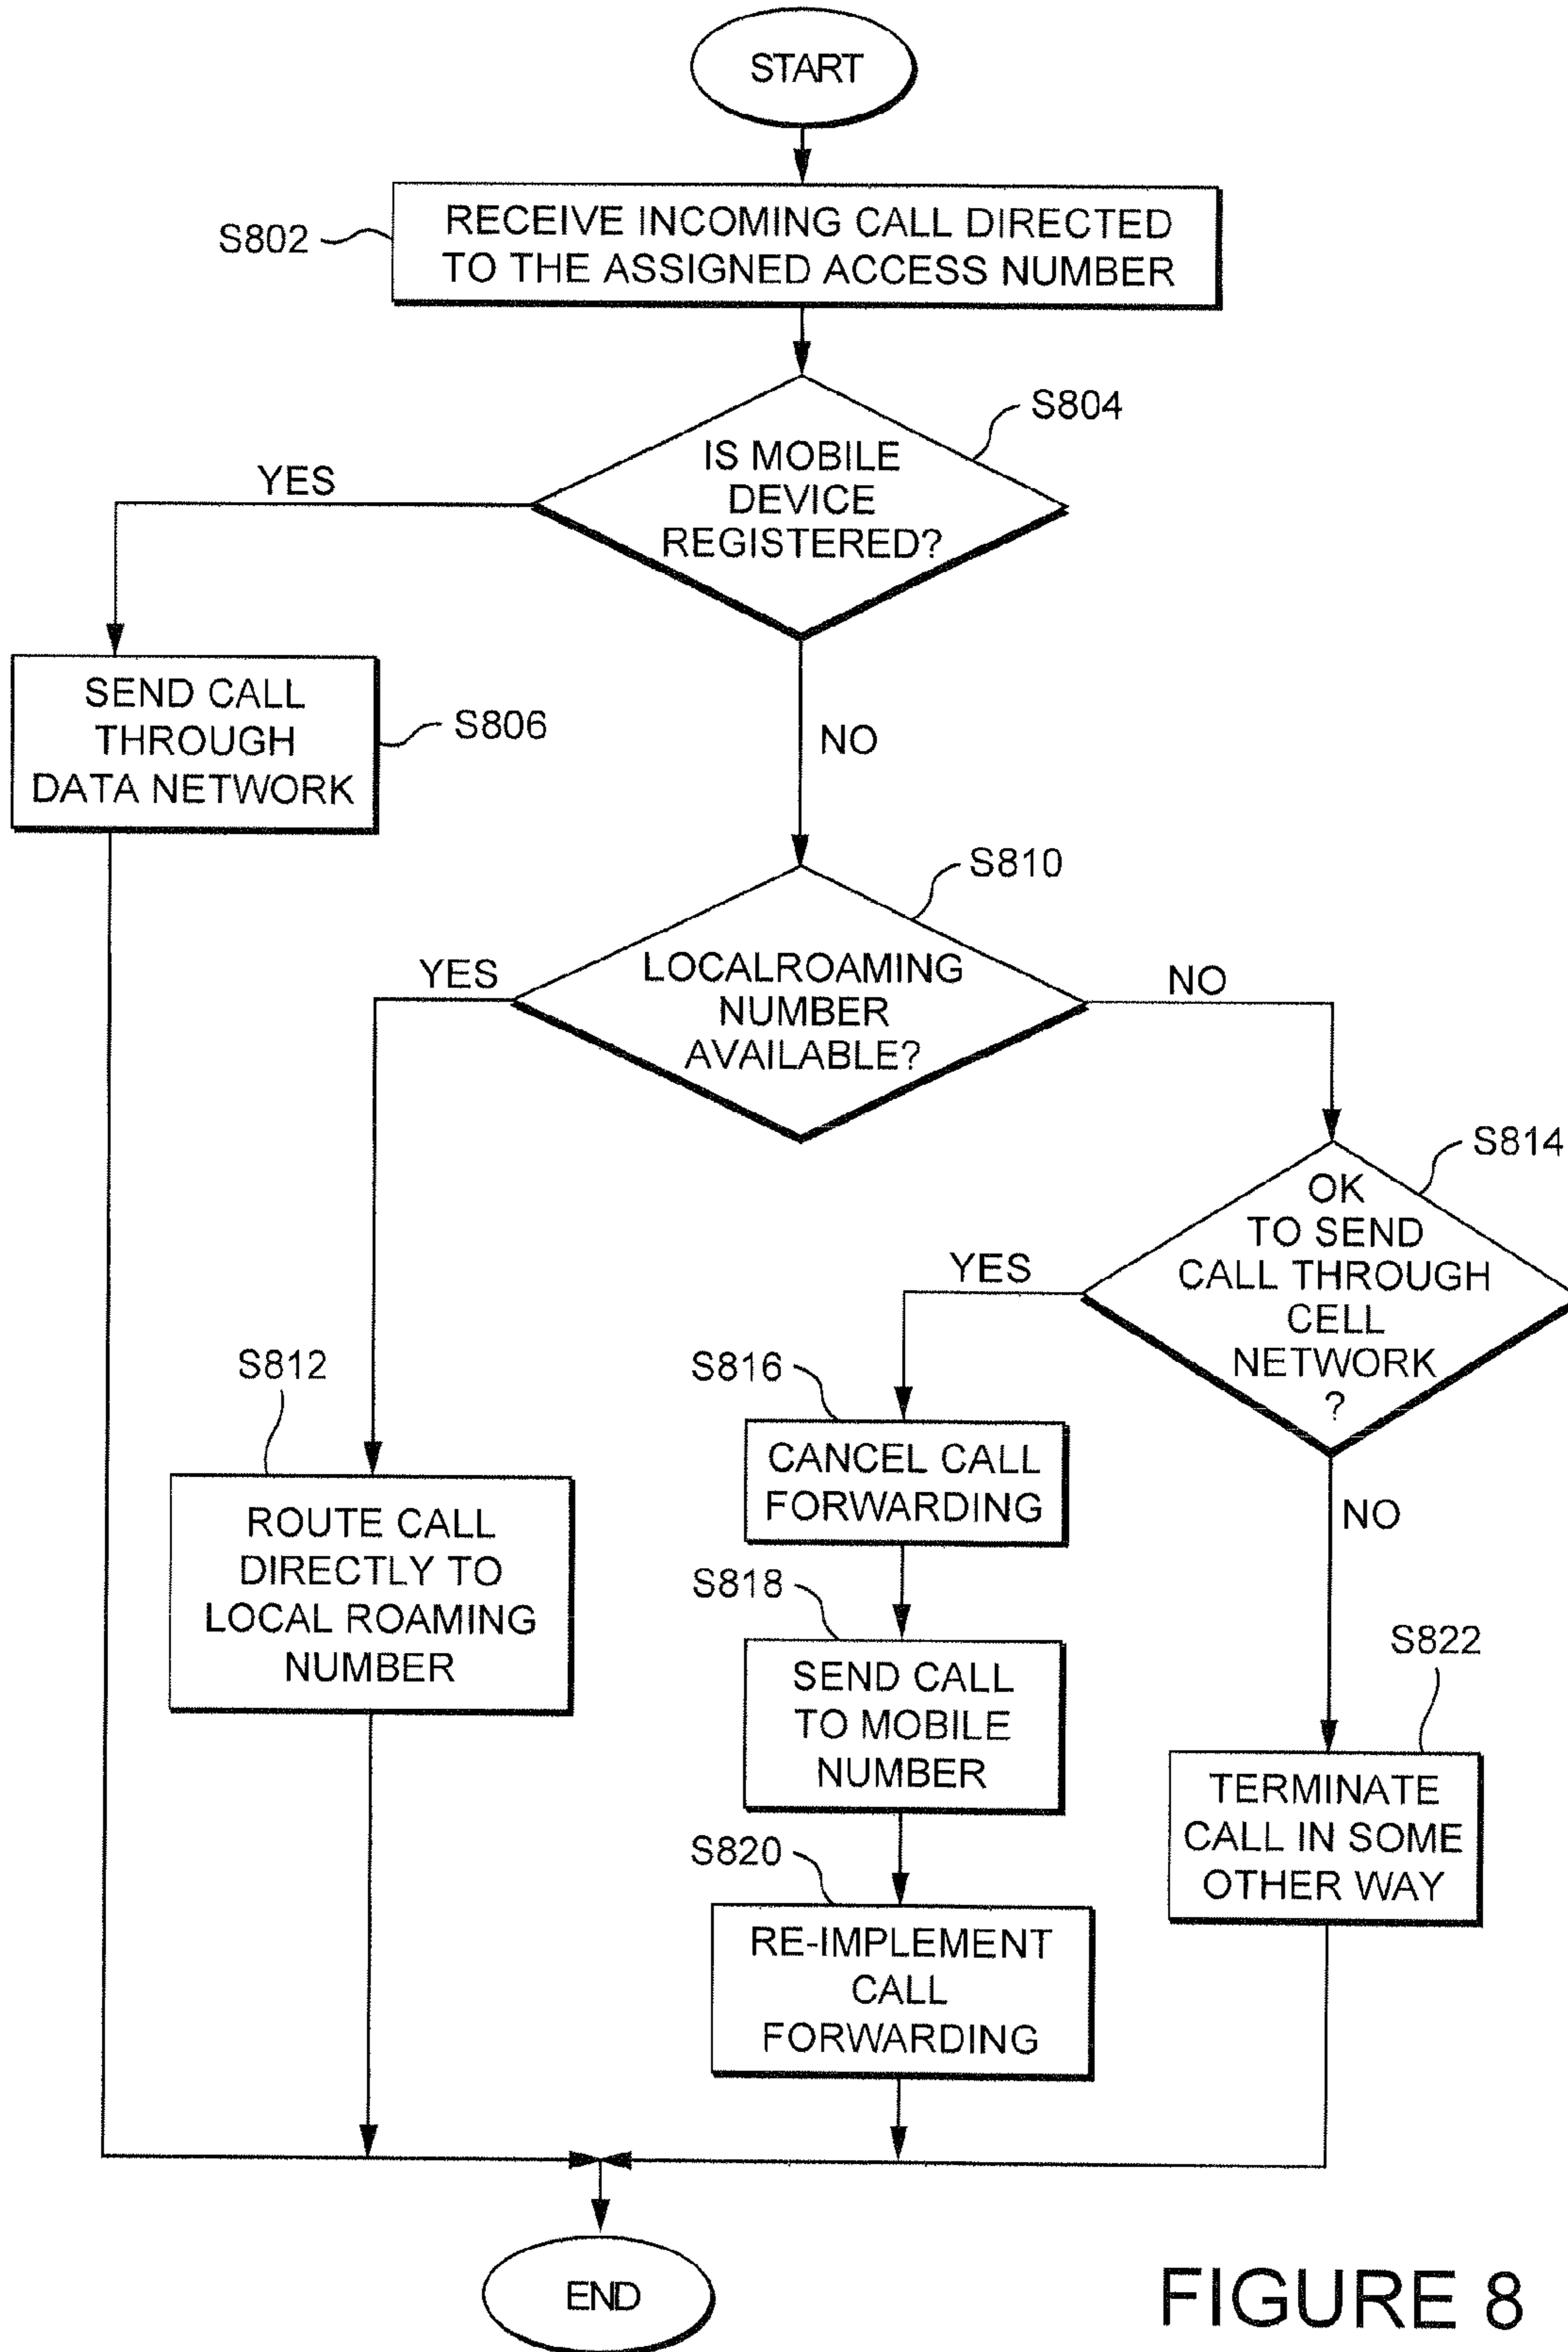 START
S802
RECEIVE INCOMING CALL DIRECTED
TO THE ASSIGNED ACCESS NUMBER
S804
IS MOBILE
DEVICE
REGISTERED?
YES
SEND CALL
THROUGH
DATA NETWORK
S806
NO
S810
LOCALROAMING
NUMBER
AVAILABLE?
YES
NO
S814
OK
TO SEND
CALL THROUGH
CELL
NETWORK
?
YES
S812
ROUTE CALL
DIRECTLY TO
LOCAL ROAMING
NUMBER
S816
CANCEL CALL
FORWARDING
NO
S818
SEND CALL
TO MOBILE
NUMBER
S822
TERMINATE
CALL IN SOME
OTHER WAY
S820
RE-IMPLEMENT
CALL
FORWARDING
END
FIGURE 8